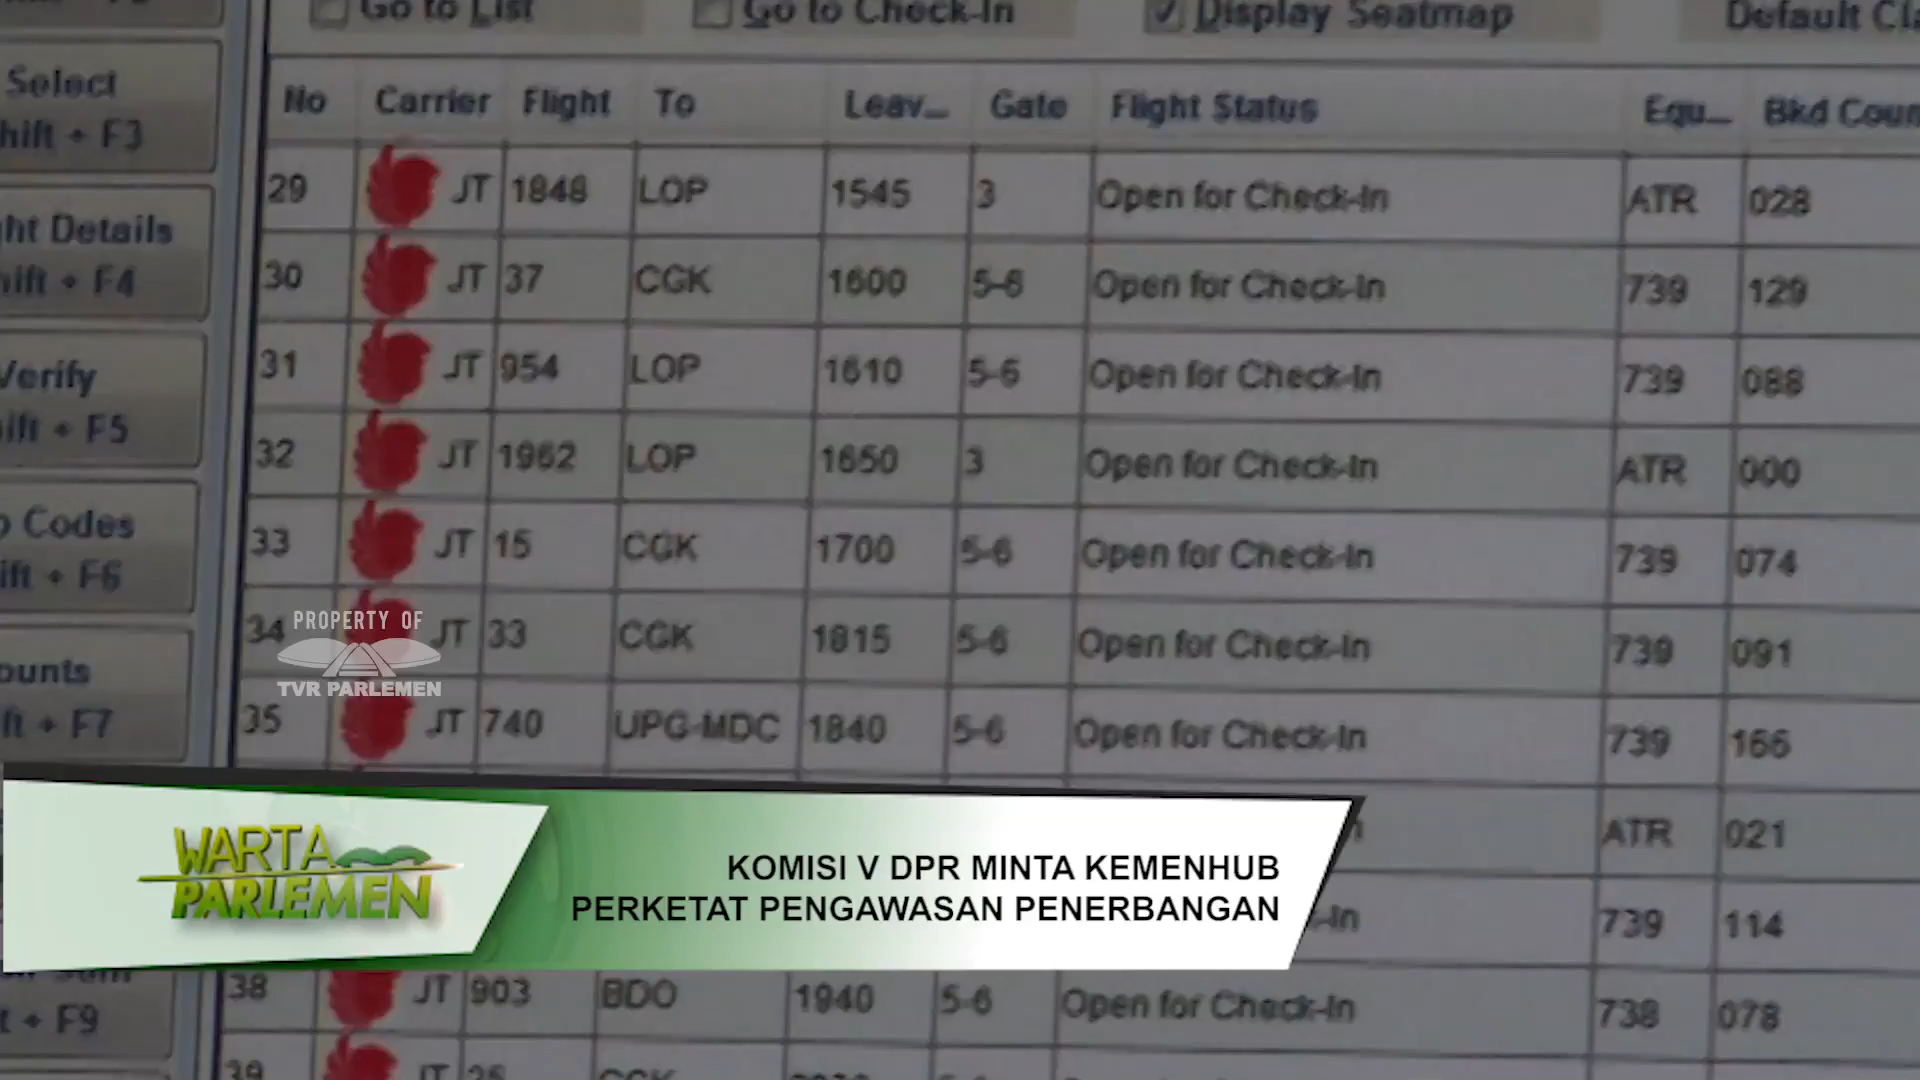 Go to List Go to Check-In Display Seatmap Default
Select
+ F3
Details
+ F4
Verify
+ F5
Codes
+ F6
+ F7
+ F9
No Carrier Flight To Leav... Gate Flight Status Equ... Bkd
29 JT 1848 LOP 1545 3 Open for Check-In ATR 028
30 JT 37 CGK 1600 5-6 Open for Check-In 739 129
31 JT 954 LOP 1610 5-6 Open for Check-In 739 088
32 JT 1962 LOP 1650 3 Open for Check-In ATR 000
33 JT 15 CGK 1700 5-6 Open for Check-In 739 074
34 JT 33 CGK 1815 5-6 Open for Check-In 739 091
35 JT 740 UPG-MDC 1840 5-6 Open for Check-In 739 166
ATR 021
739 114
38 JT 903 BDO 1940 5-6 Open for Check-In 738 078
39 JT
PROPERTY OF
TVR PARLEMEN
WARTA
PARLEMEN
KOMISI V DPR MINTA KEMENHUB
PERKETAT PENGAWASAN PENERBANGAN